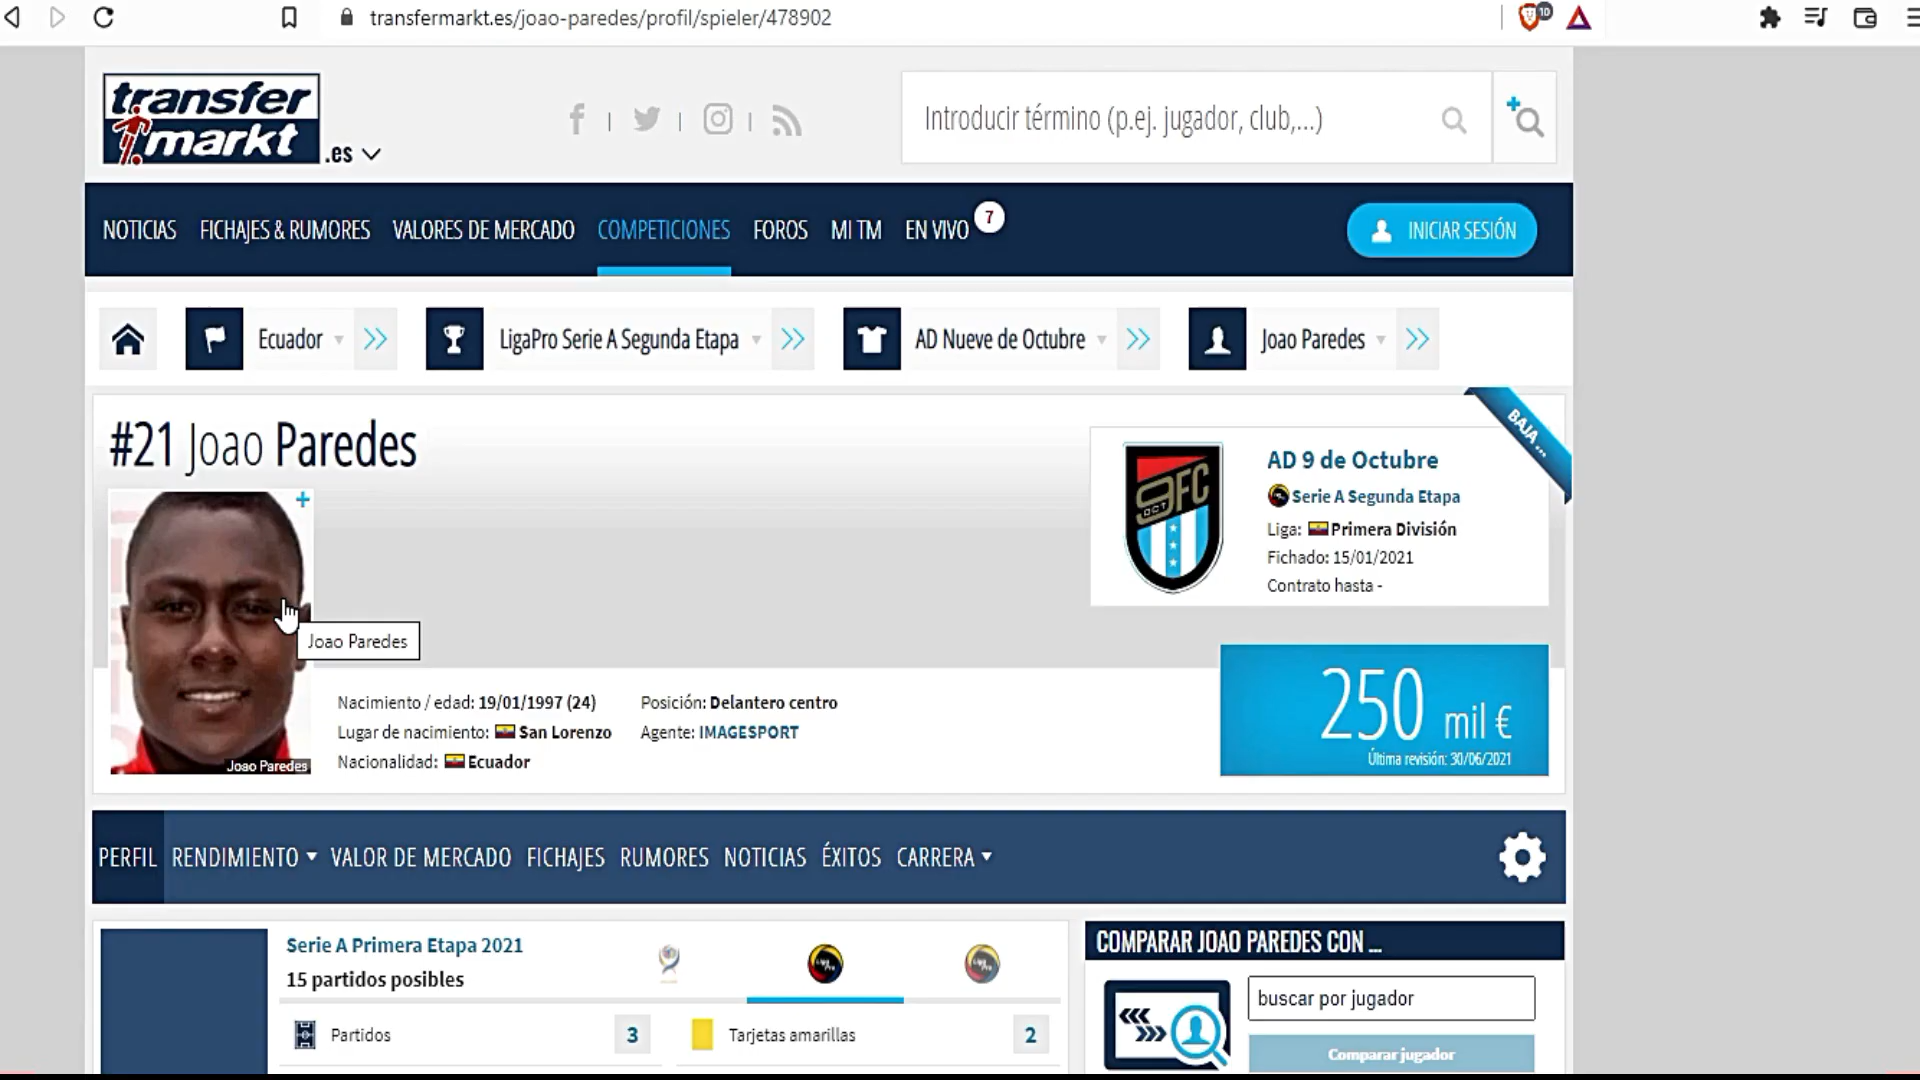 transfermarkt.es/joao-paredes/profil/spieler/478902
10
transfer
markt
.es
Introducir término (p.ej. jugador, club,...)
NOTICIAS FICHAJES & RUMORES VALORES DE MERCADO COMPETICIONES FOROS MI TM EN VIVO 7
INICIAR SESIÓN
Ecuador LigaPro Serie A Segunda Etapa AD Nueve de Octubre Joao Paredes
#21 Joao Paredes
BAJA...
9FC
OCT
AD 9 de Octubre
Serie A Segunda Etapa
Liga: Primera División
Fichado: 15/01/2021
Contrato hasta -
Joao Paredes
Joao Paredes
Nacimiento / edad: 19/01/1997 (24)
Lugar de nacimiento: San Lorenzo
Nacionalidad: Ecuador
Posición: Delantero centro
Agente: IMAGESPORT
250 mil €
Última revisión: 30/06/2021
PERFIL RENDIMIENTO VALOR DE MERCADO FICHAJES RUMORES NOTICIAS ÉXITOS CARRERA
Serie A Primera Etapa 2021
15 partidos posibles
Partidos 3 Tarjetas amarillas 2
COMPARAR JOAO PAREDES CON ...
buscar por jugador
Comparar jugador